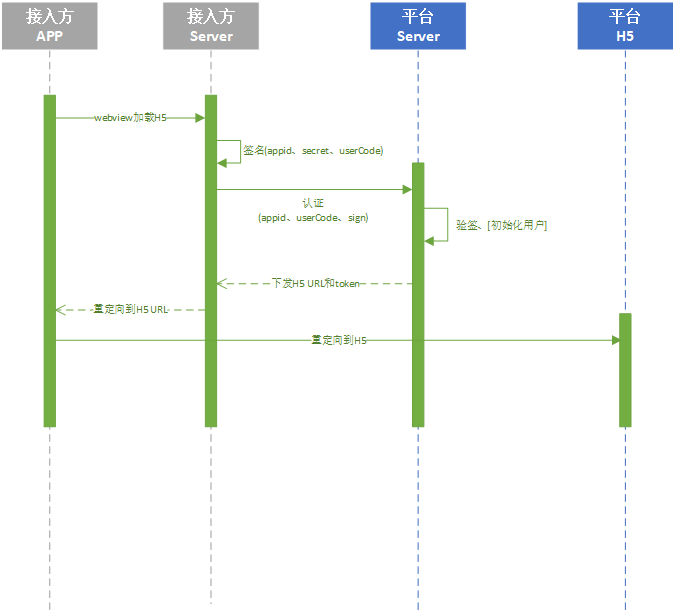 接入方
APP
接入方
Server
平台
Server
平台
H5
webview加载H5
签名(appid、secret、userCode)
认证
(appid、userCode、sign)
验签、[初始化用户]
下发H5 URL和token
重定向到H5 URL
重定向到H5